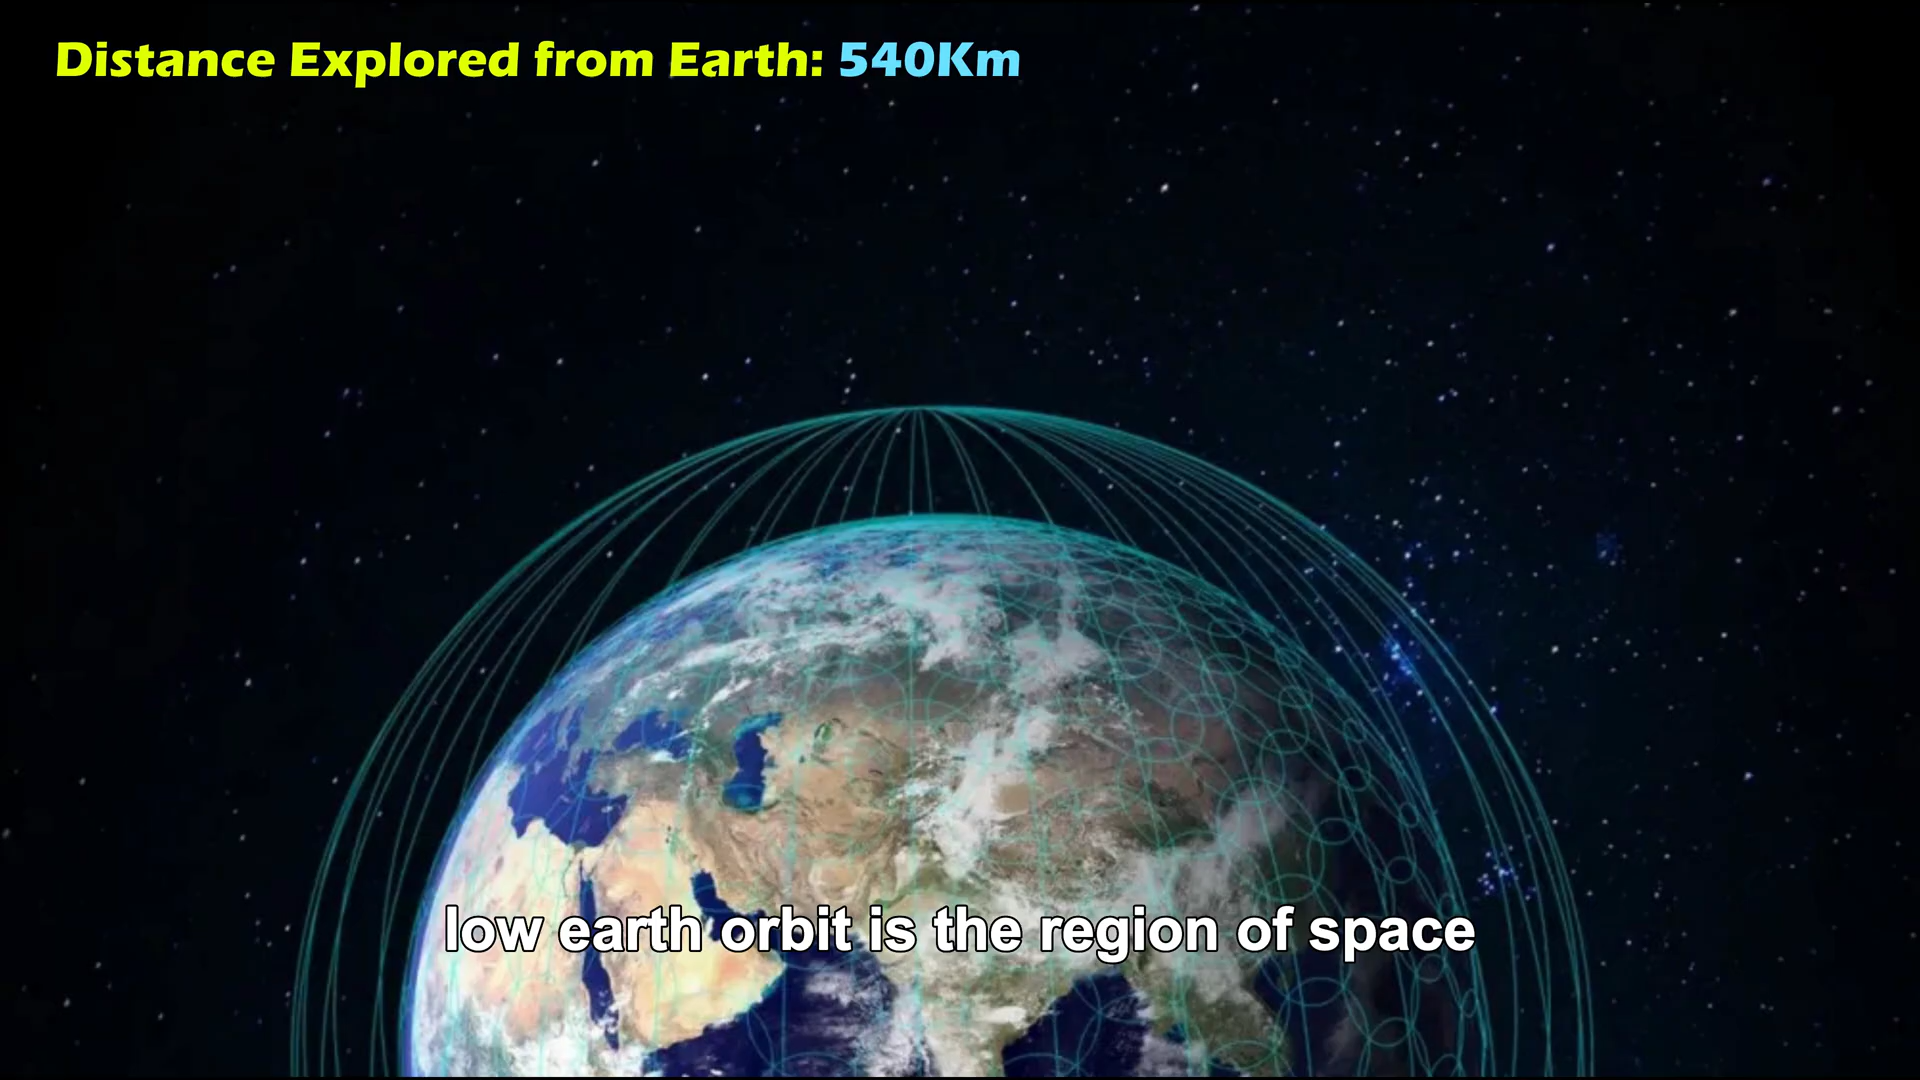 Distance Explored from Earth: 540Km
low earth orbit is the region of space